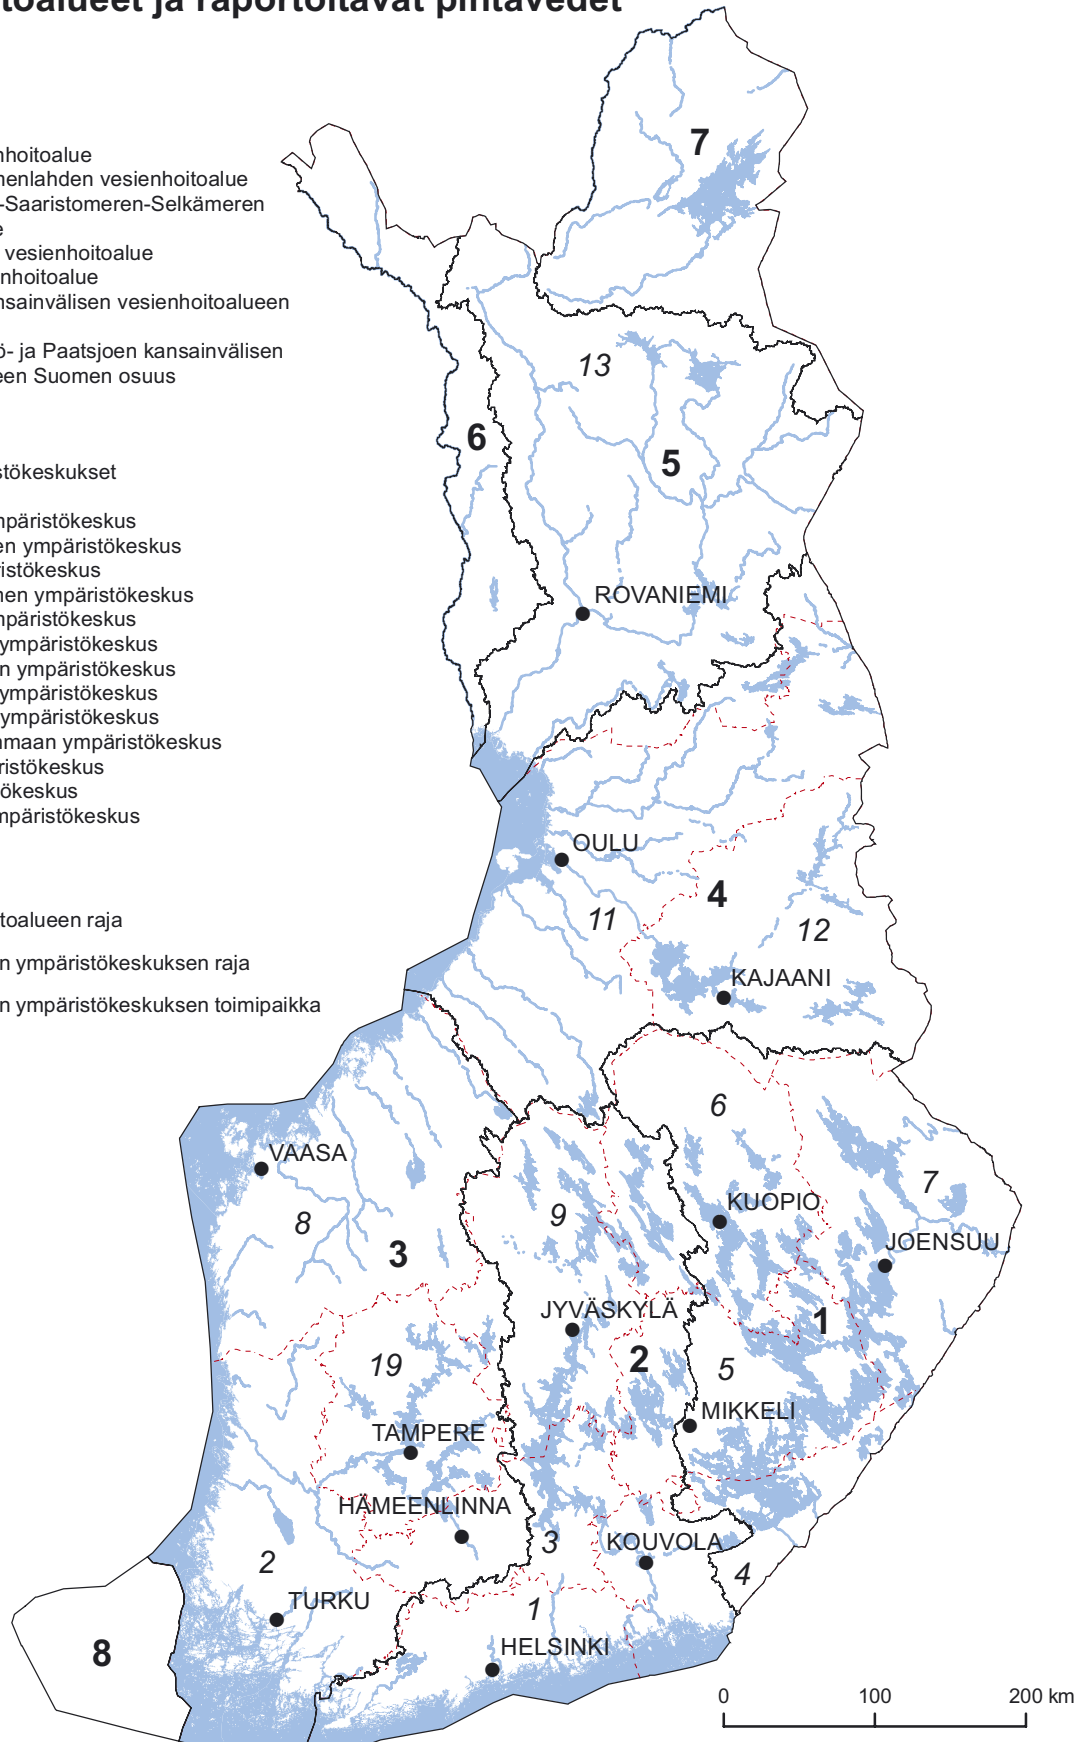 toalueet ja raportoitavat pintavedet
nhoitoalue
nenlahden vesienhoitoalue
-Saaristomeren-Selkämeren
e
vesienhoitoalue
nhoitoalue
nsainvälisen vesienhoitoalueen
ö- ja Paatsjoen kansainvälisen
een Suomen osuus
stökeskukset
npäristökeskus
en ympäristökeskus
ristökeskus
nen ympäristökeskus
npäristökeskus
ympäristökeskus
n ympäristökeskus
ympäristökeskus
ympäristökeskus
nmaan ympäristökeskus
ristökeskus
ökeskus
mpäristökeskus
toalueen raja
n ympäristökeskuksen raja
n ympäristökeskuksen toimipaikka
7
13
6
5
ROVANIEMI
OULU
4
11
12
KAJAANI
6
VAASA
7
9
KUOPIO
8
3
JOENSUU
JYVÄSKYLÄ
1
2
19
5
MIKKELI
TAMPERE
HÄMEENLINNA
3
KOUVOLA
2
4
TURKU
1
8
HELSINKI
0 100 200 km